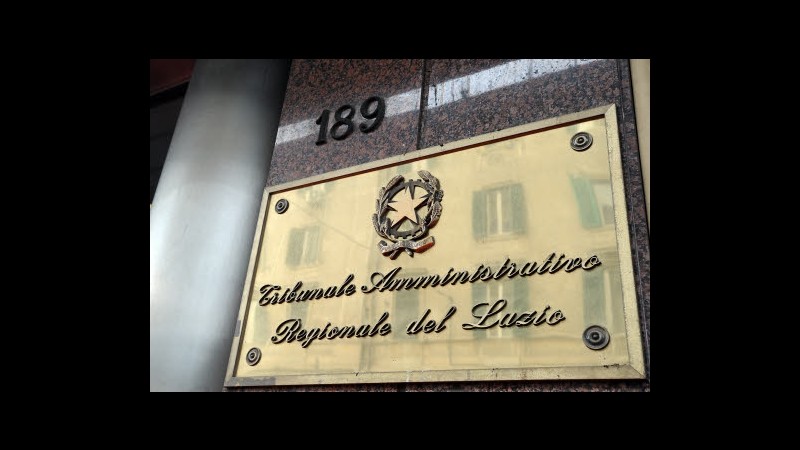 189
Tribunale Amministrativo
Regionale del Lazio